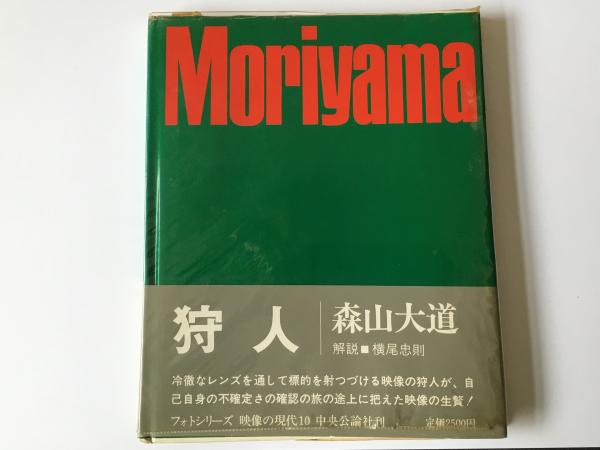 Moriyama
狩人
森山大道
解説■横尾忠則
冷徹なレンズを通して標的を射つづける映像の狩人が、自
己自身の不確定さの確認の旅の途上に把えた映像の生贄！
フォトシリーズ 映像の現代10 中央公論社刊 定価2500円